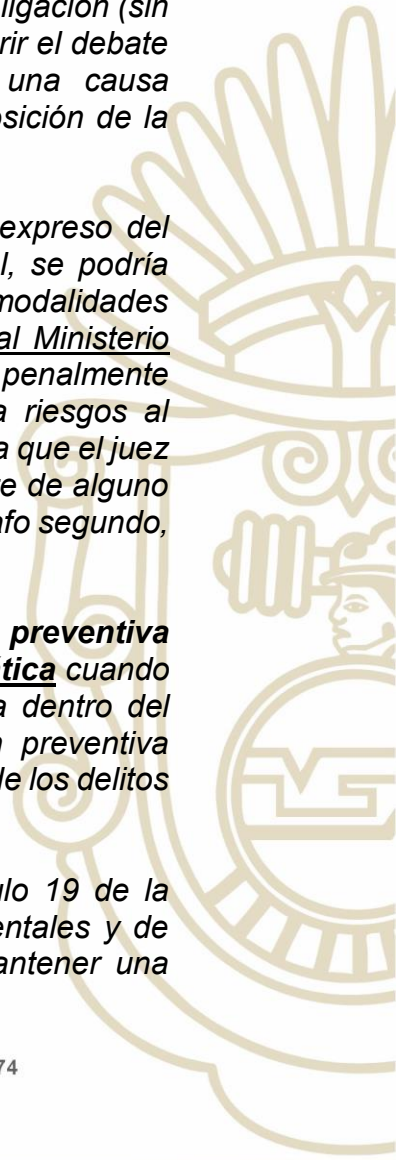 ligación (sin
rir el debate
una causa
osición de la
expreso del
l, se podría
modalidades
al Ministerio
penalmente
a riesgos al
a que el juez
e de alguno
afo segundo,
preventiva
ática cuando
a dentro del
n preventiva
de los delitos
ulo 19 de la
entales y de
antener una
74